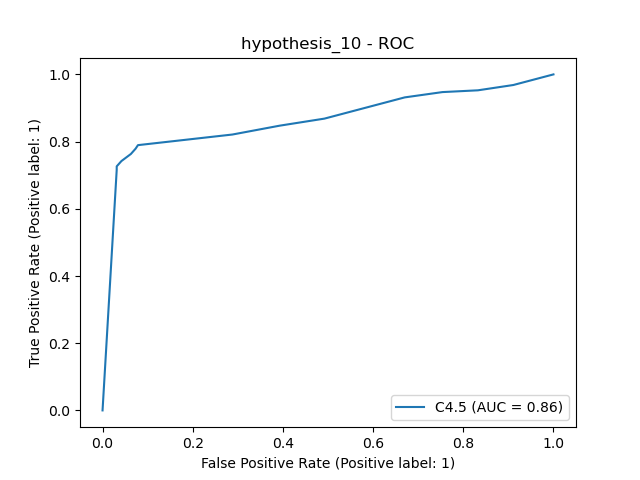 hypothesis_10 - ROC
True Positive Rate (Positive label: 1)
1.0
0.8
0.6
0.4
0.2
0.0
C4.5 (AUC = 0.86)
0.0 0.2 0.4 0.6 0.8 1.0
False Positive Rate (Positive label: 1)